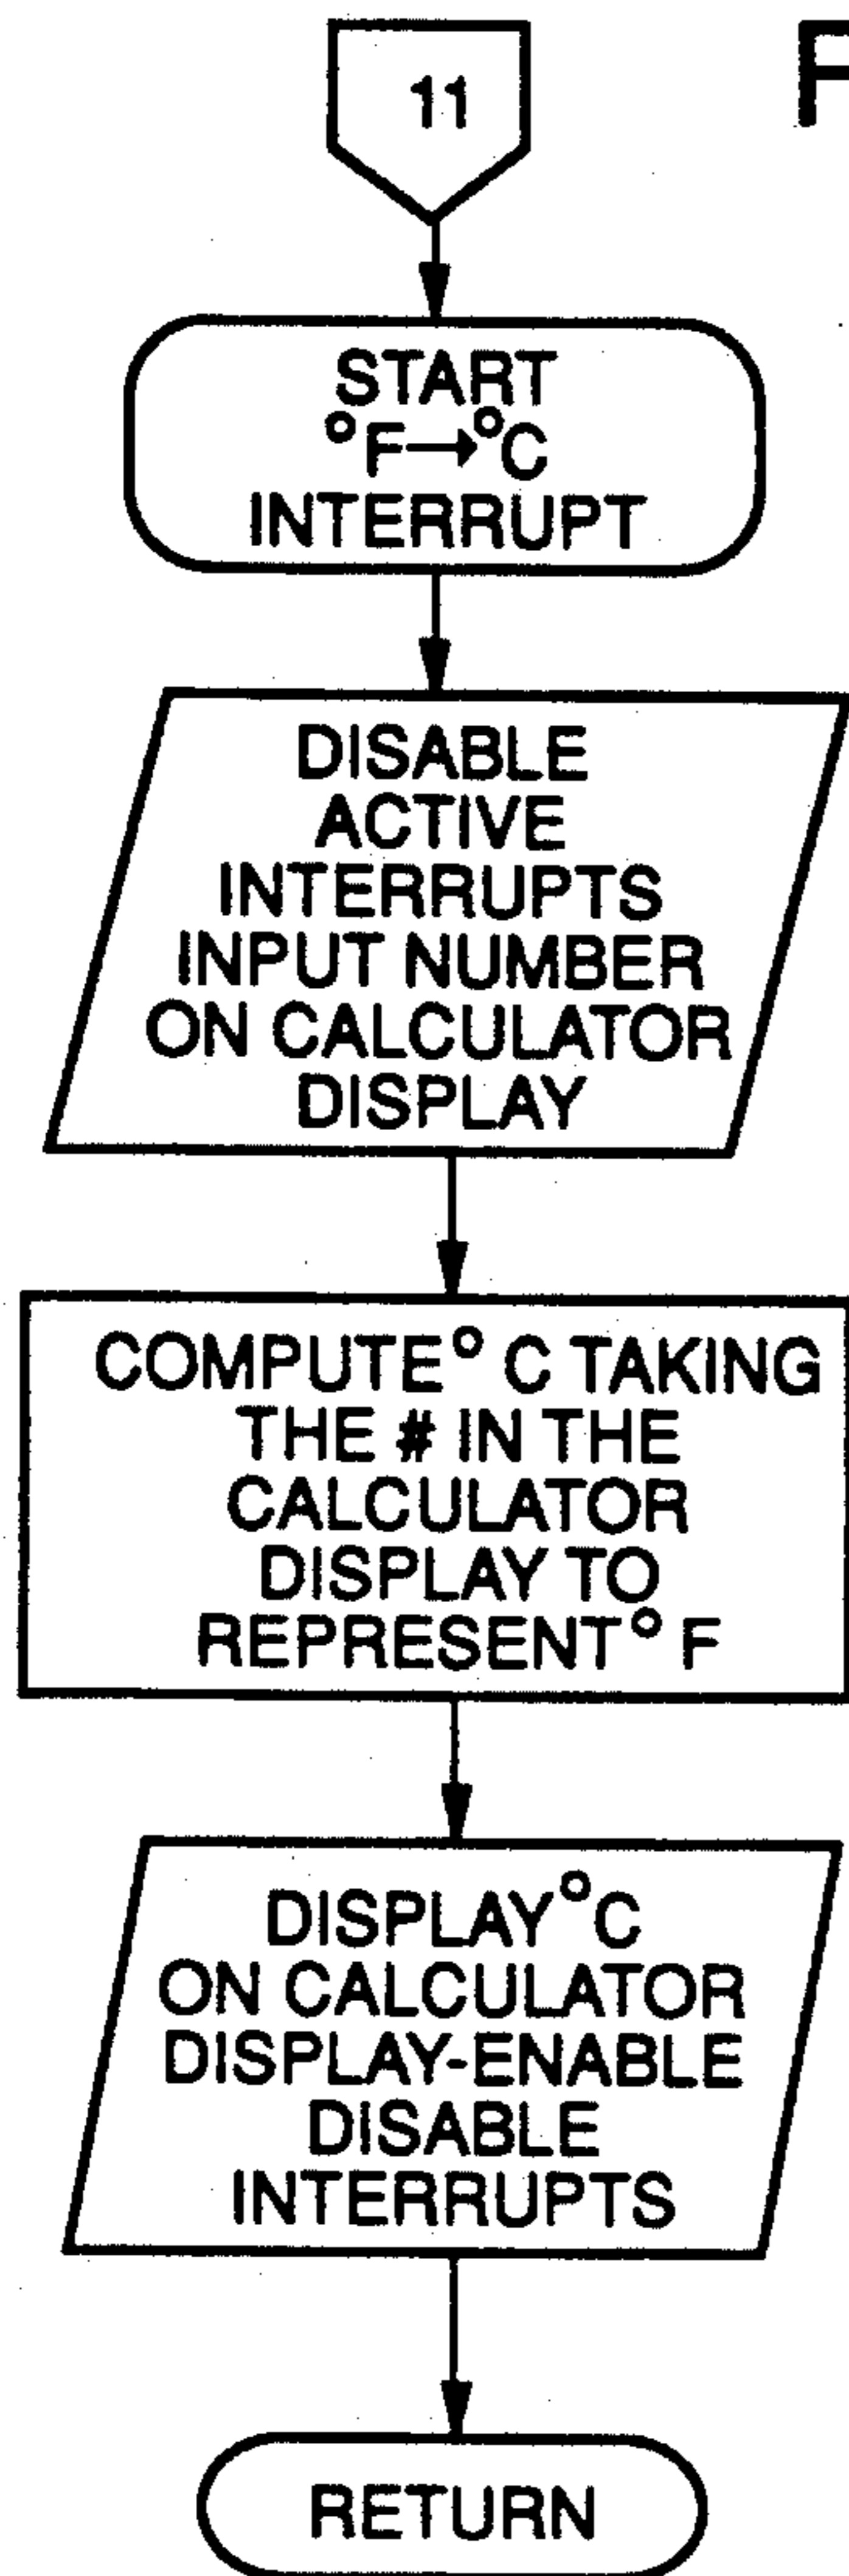 11
START
°F→°C
INTERRUPT
DISABLE
ACTIVE
INTERRUPTS
INPUT NUMBER
ON CALCULATOR
DISPLAY
COMPUTE° C TAKING
THE # IN THE
CALCULATOR
DISPLAY TO
REPRESENT° F
DISPLAY°C
ON CALCULATOR
DISPLAY-ENABLE
DISABLE
INTERRUPTS
RETURN